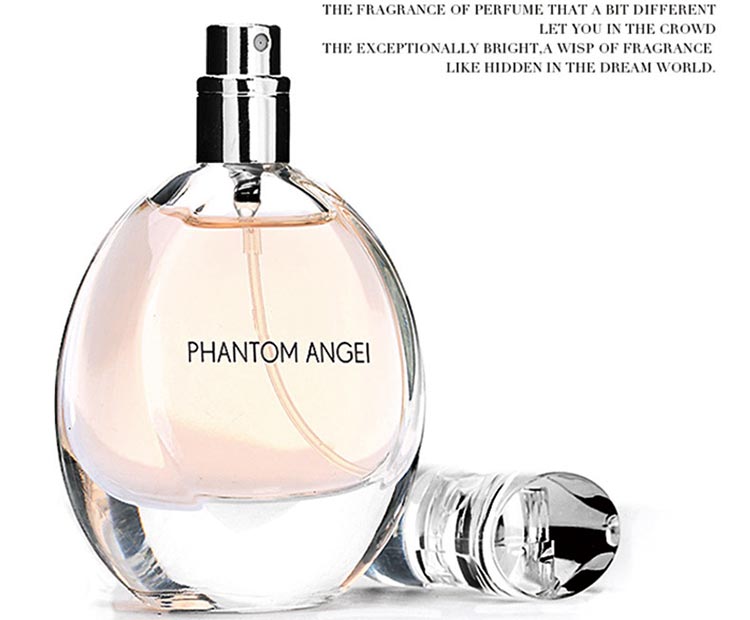 THE FRAGRANCE OF PERFUME THAT A BIT DIFFERENT
LET YOU IN THE CROWD
THE EXCEPTIONALLY BRIGHT,A WISP OF FRAGRANCE
LIKE HIDDEN IN THE DREAM WORLD.
PHANTOM ANGEI